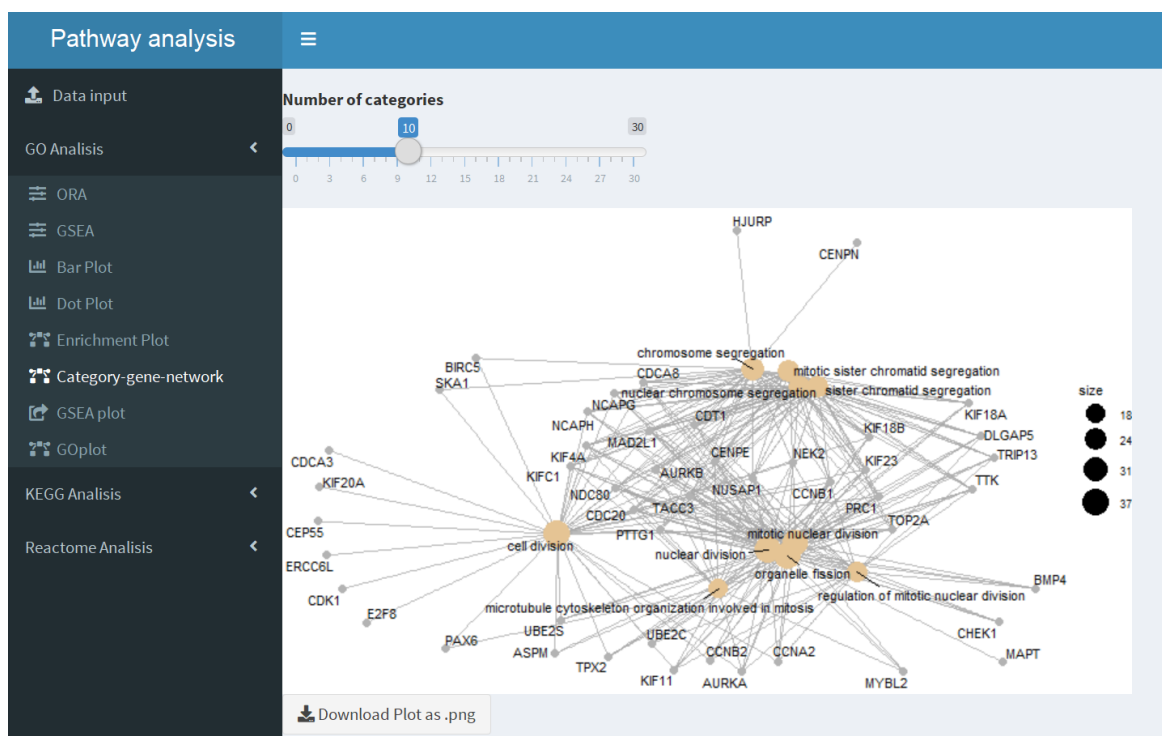 Pathway analysis
Data input
GO Analisis
ORA
GSEA
Bar Plot
Dot Plot
Enrichment Plot
Category-gene-network
GSEA plot
GOplot
KEGG Analisis
Reactome Analisis
Number of categories
0 10 30
0 3 6 9 12 15 18 21 24 27 30
HJURP
CENPN
chromosome segregation
BIRC5
CDCA8
mitotic sister chromatid segregation
SKA1
nuclear chromosome segregation
sister chromatid segregation
size
NCAPG
CDT1
KIF18A
18
NCAPH
KIF18B
DLGAP5
24
MAD2L1
CENPE
NEK2
TRIP13
KIF4A
KIF23
CDCA3
AURKB
31
KIFC1
TTK
KIF20A
NDC80
NUSAP1
CCNB1
37
CDC20
TACC3
PRC1
TOP2A
CEP55
PTTG1
mitotic nuclear division
cell division
nuclear division
ERCC6L
organelle fission
BMP4
CDK1
regulation of mitotic nuclear division
E2F8
microtubule cytoskeleton organization involved in mitosis
UBE2S
UBE2C
CHEK1
PAX6
ASPM
CCNB2
CCNA2
MAPT
TPX2
KIF11
AURKA
MYBL2
Download Plot as .png